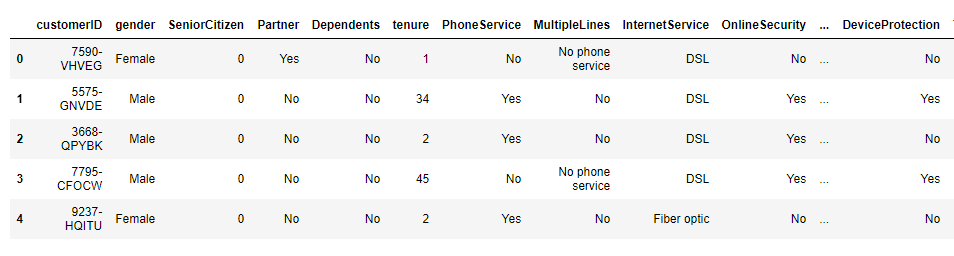 customerID gender SeniorCitizen Partner Dependents tenure PhoneService MultipleLines InternetService OnlineSecurity ... DeviceProtection
0 7590-VHVEG Female 0 Yes No 1 No No phone service DSL No ... No
1 5575-GNVDE Male 0 No No 34 Yes No DSL Yes ... Yes
2 3668-QPYBK Male 0 No No 2 Yes No DSL Yes ... No
3 7795-CFOCW Male 0 No No 45 No No phone service DSL Yes ... Yes
4 9237-HQITU Female 0 No No 2 Yes No Fiber optic No ... No